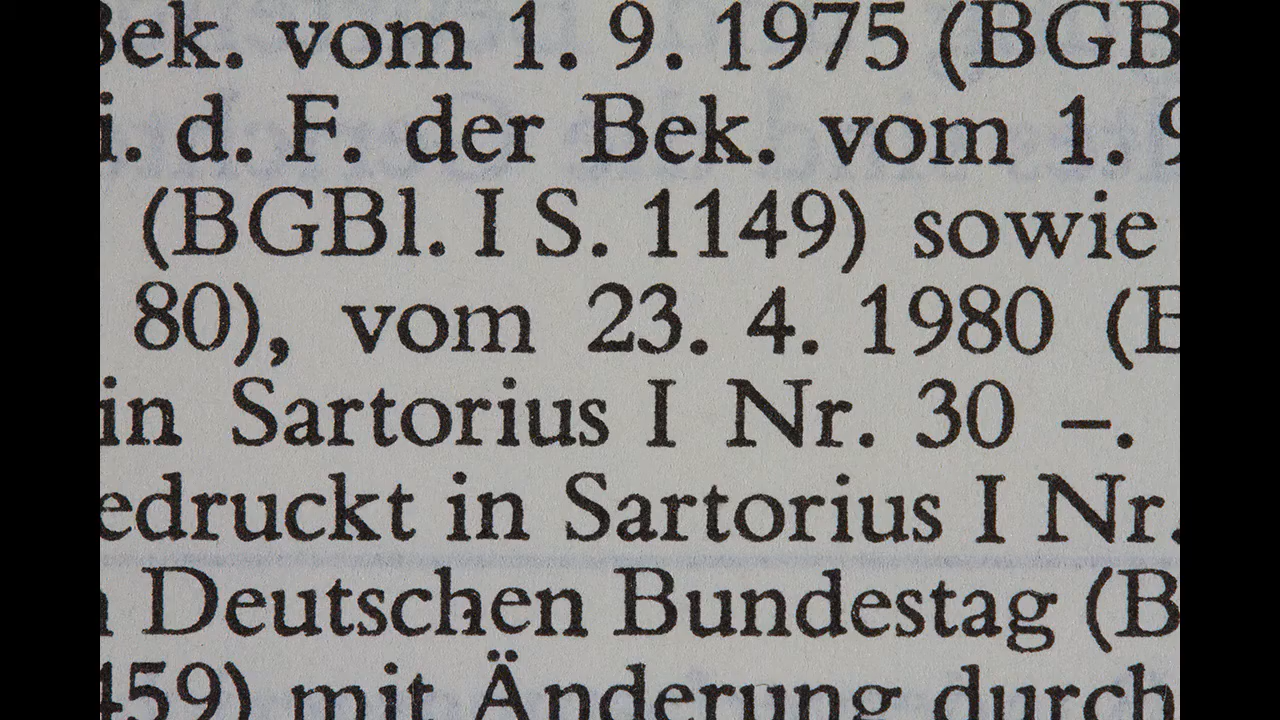 Bek. vom 1. 9. 1975 (BGB
i. d. F. der Bek. vom 1. 9
(BGBl. I S. 1149) sowie
80), vom 23. 4. 1980 (B
in Sartorius I Nr. 30 –.
edruckt in Sartorius I Nr.
n Deutschen Bundestag (B
459) mit Änderung durch